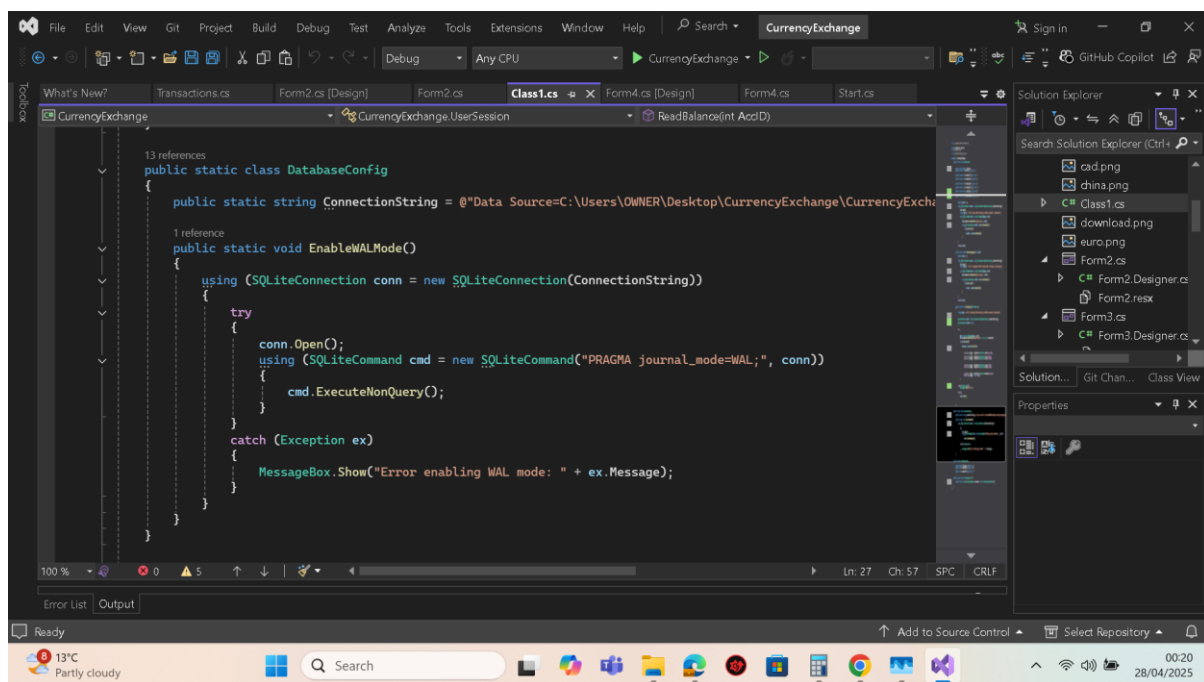 File Edit View Git Project Build Debug Test Analyze Tools Extensions Window Help Search CurrencyExchange Sign in
Debug Any CPU CurrencyExchange GitHub Copilot
Toolbox
What's New? Transactions.cs Form2.cs [Design] Form2.cs Class1.cs Form4.cs [Design] Form4.cs Start.cs
CurrencyExchange CurrencyExchange.UserSession ReadBalance(int AccID)
13 references
public static class DatabaseConfig
{
public static string ConnectionString = @"Data Source=C:\Users\OWNER\Desktop\CurrencyExchange\CurrencyExcha
1 reference
public static void EnableWALMode()
{
using (SQLiteConnection conn = new SQLiteConnection(ConnectionString))
{
try
{
conn.Open();
using (SQLiteCommand cmd = new SQLiteCommand("PRAGMA journal_mode=WAL;", conn))
{
cmd.ExecuteNonQuery();
}
}
catch (Exception ex)
{
MessageBox.Show("Error enabling WAL mode: " + ex.Message);
}
}
}
}
100 % 0 5 Ln: 27 Ch: 57 SPC CRLF
Error List Output
Solution Explorer
Search Solution Explorer (Ctrl+
cad.png
china.png
C# Class1.cs
download.png
euro.png
Form2.cs
C# Form2.Designer.cs
Form2.resx
Form3.cs
C# Form3.Designer.cs
Solution... Git Chan... Class View
Properties
Ready Add to Source Control Select Repository
8 13°C
Partly cloudy
Search
00:20
28/04/2025